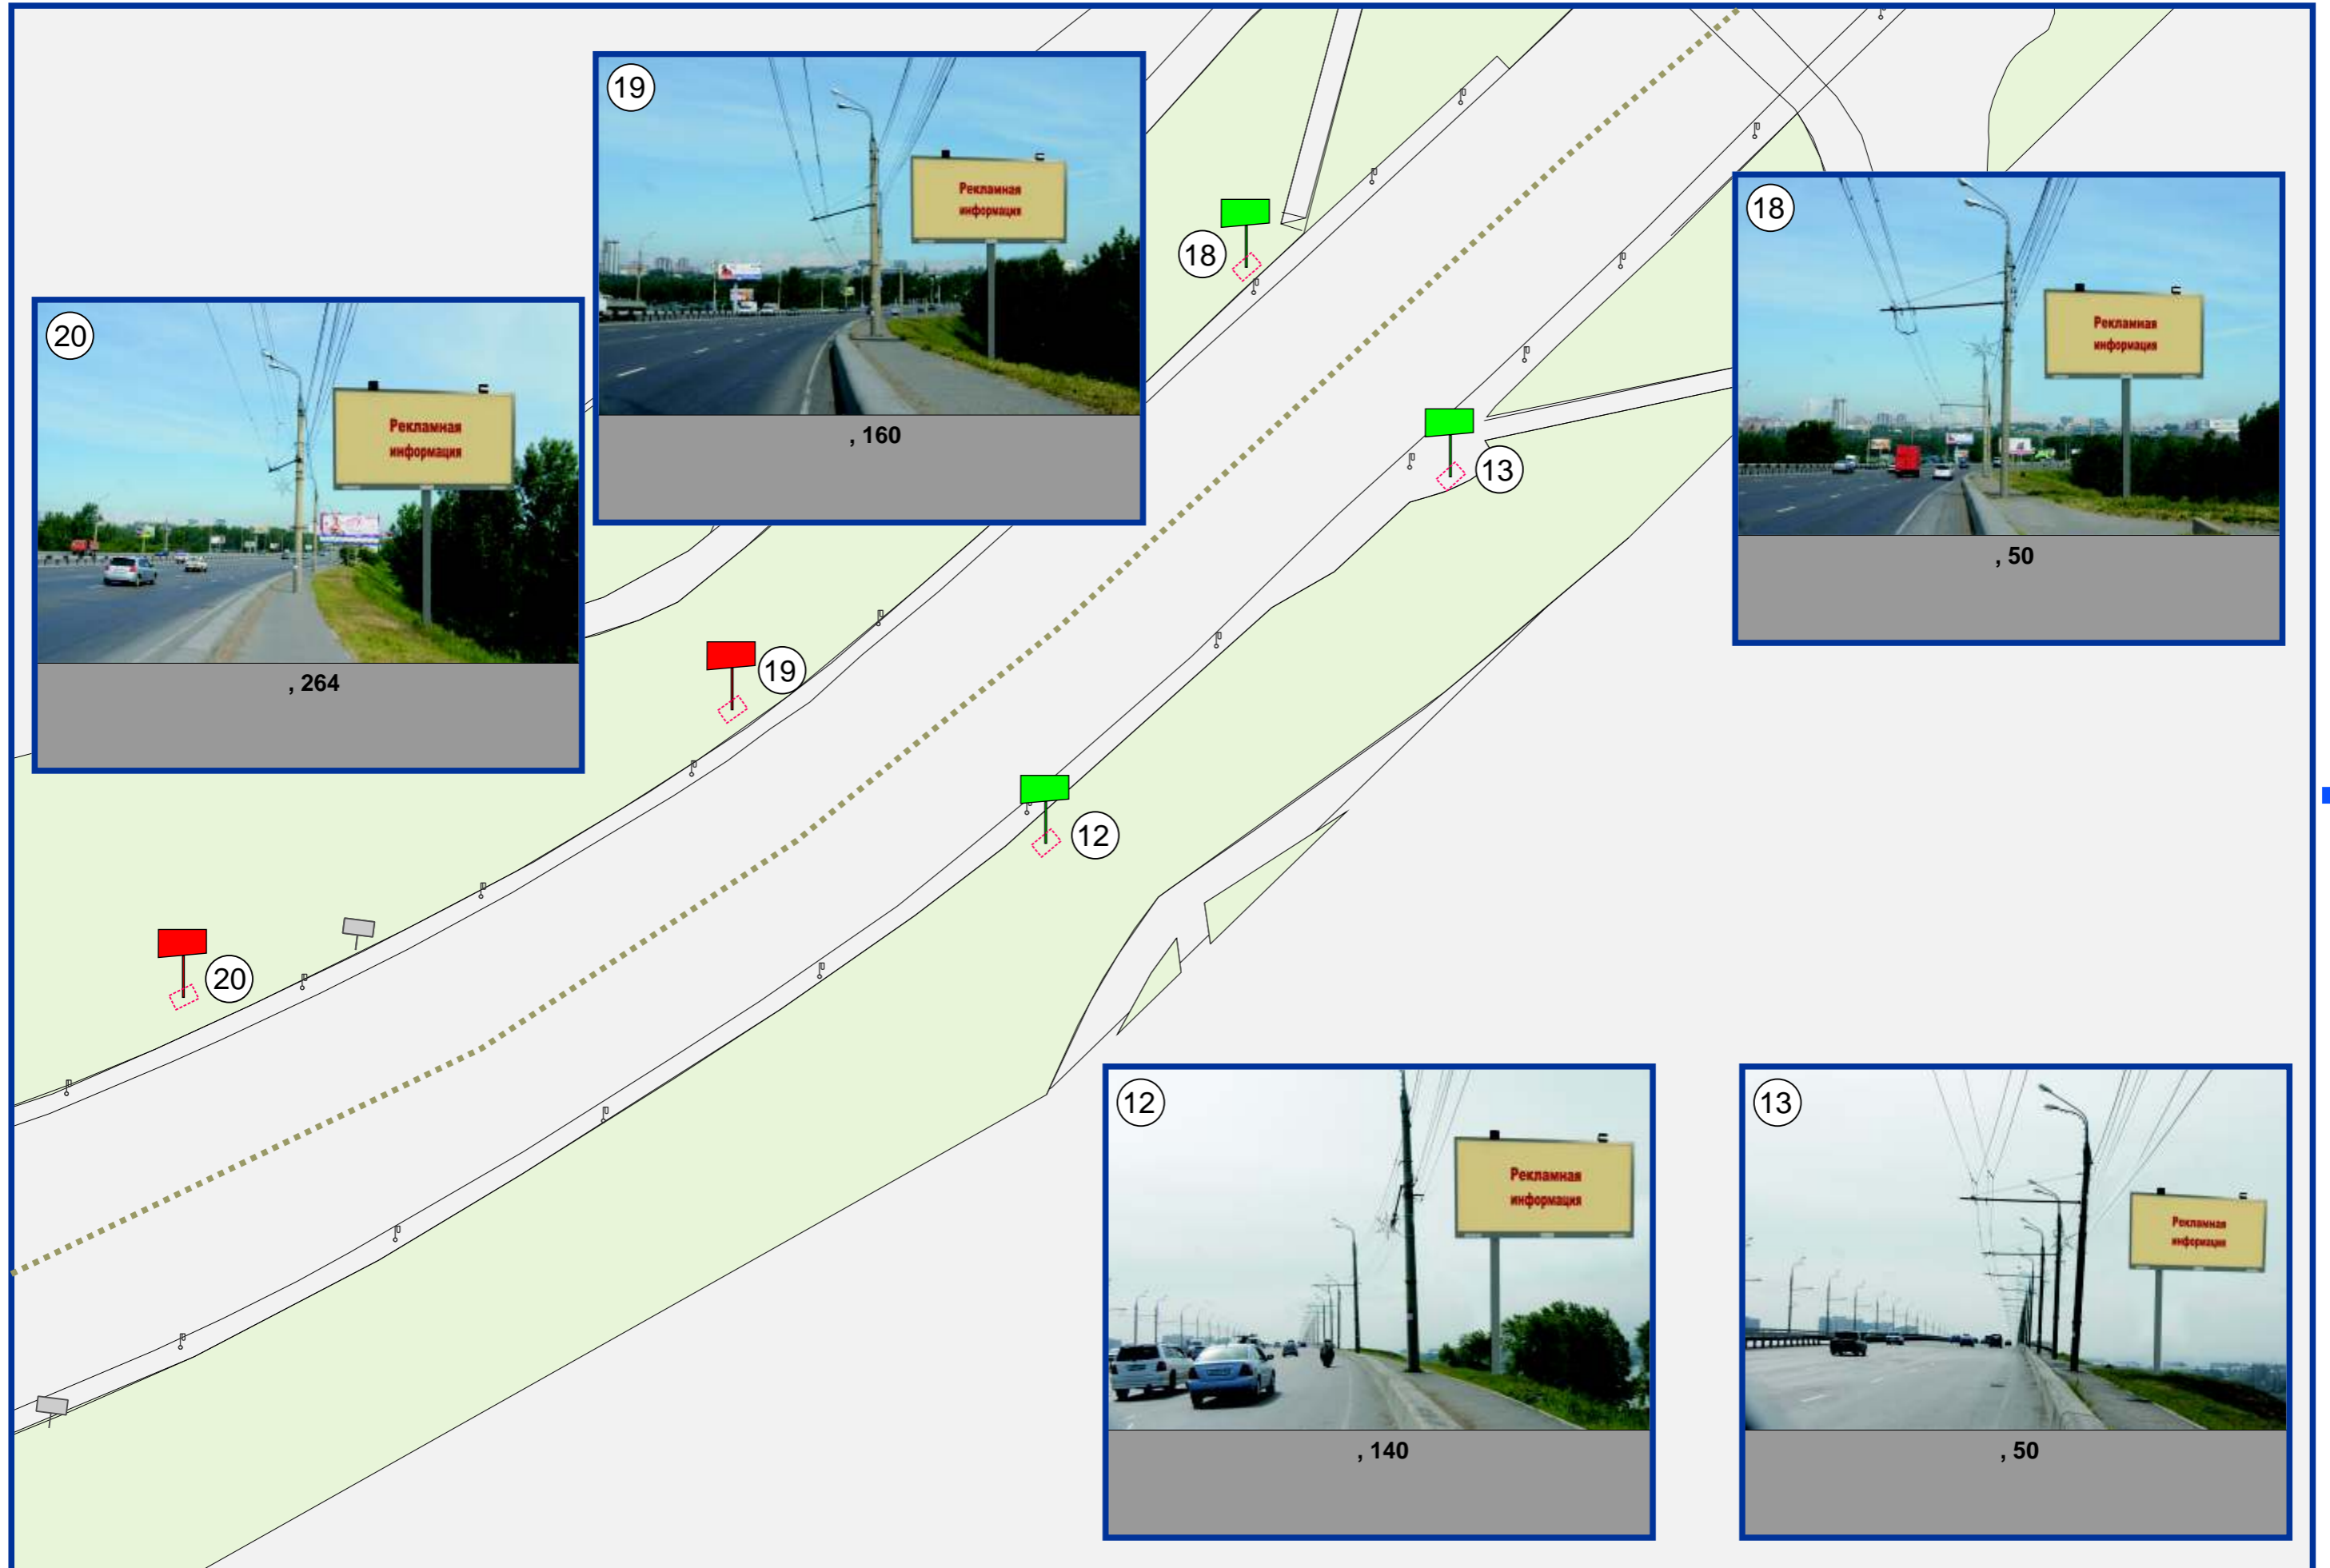 19
Рекламная
информация
, 160
18
Рекламная
информация
, 50
20
Рекламная
информация
, 264
18
13
19
12
20
12
Рекламная
информация
, 140
13
Рекламная
информация
, 50